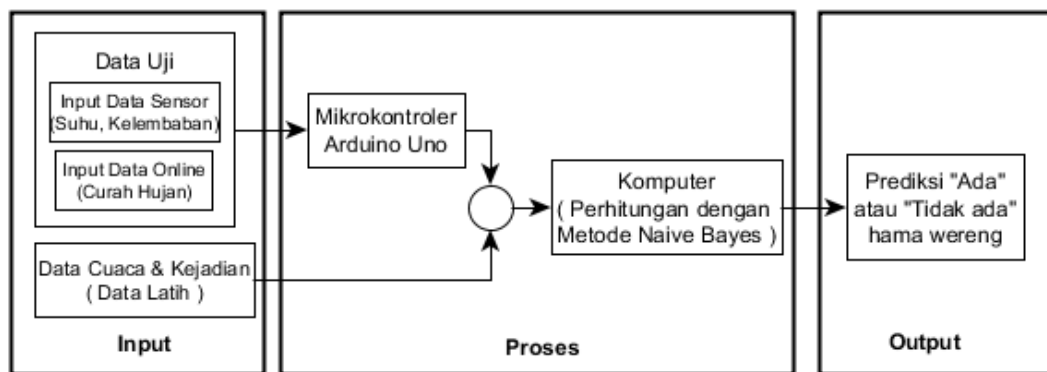 Data Uji
Input Data Sensor
(Suhu, Kelembaban)
Input Data Online
(Curah Hujan)
Data Cuaca & Kejadian
( Data Latih )
Input
Mikrokontroler
Arduino Uno
Komputer
( Perhitungan dengan
Metode Naive Bayes )
Proses
Prediksi "Ada"
atau "Tidak ada"
hama wereng
Output